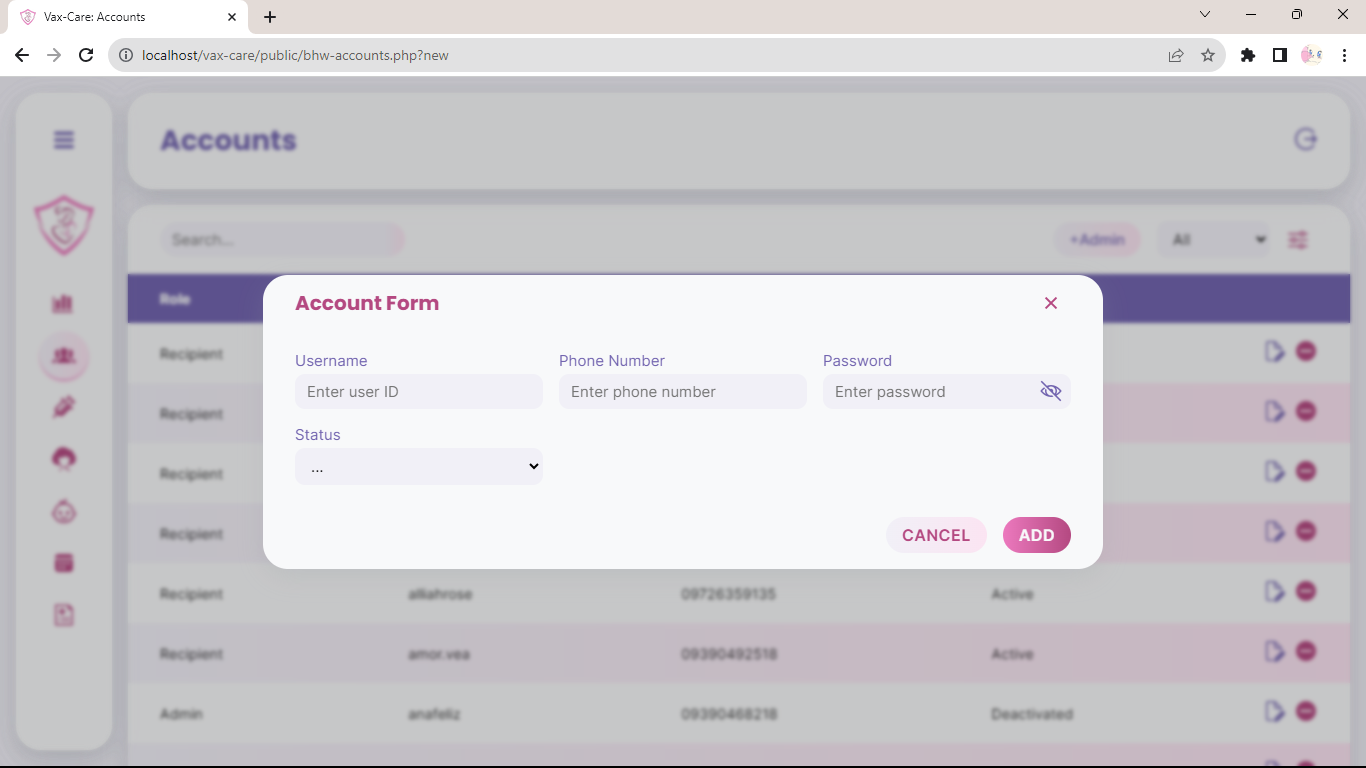 Vax-Care: Accounts
localhost/vax-care/public/bhw-accounts.php?new
Accounts
Search...
+Admin
All
Role
Account Form
Username
Phone Number
Password
Enter user ID
Enter phone number
Enter password
Status
...
CANCEL
ADD
Recipient
Recipient
Recipient
Recipient
Recipient alliahrose 09726359135 Active
Recipient amor.vea 09390492518 Active
Admin anafeliz 09390468218 Deactivated